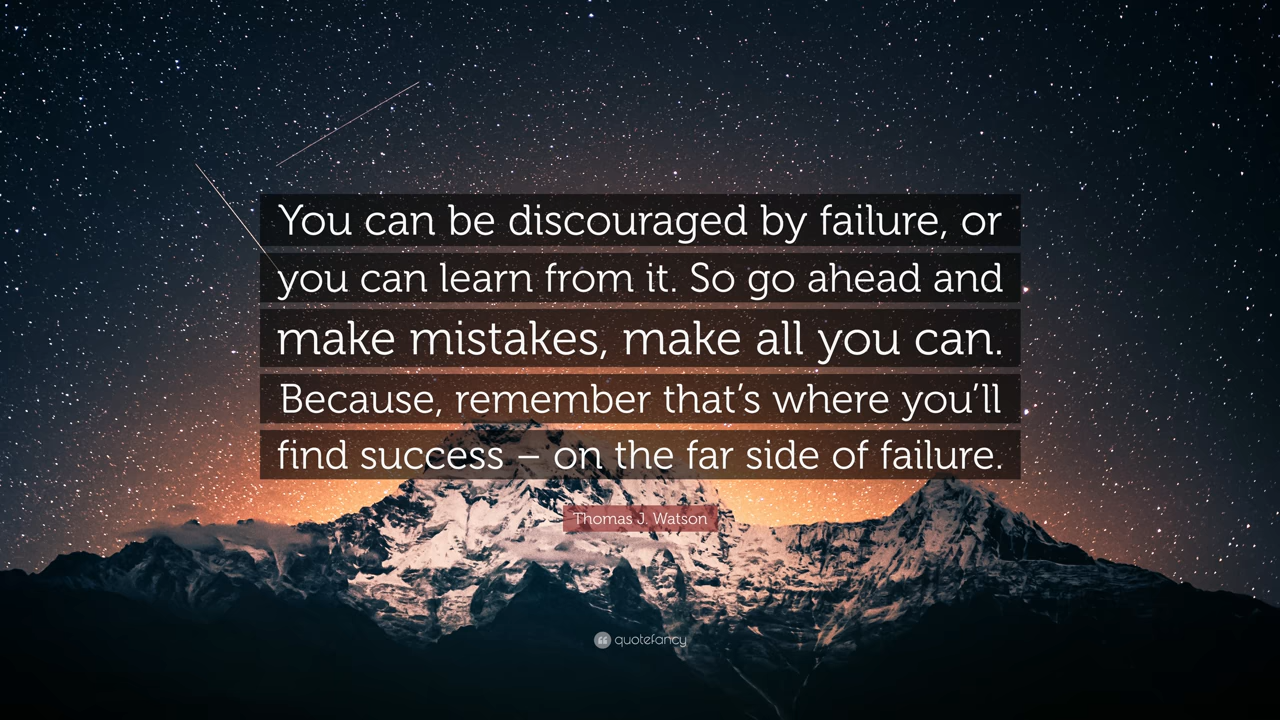 You can be discouraged by failure, or
you can learn from it. So go ahead and
make mistakes, make all you can.
Because, remember that’s where you’ll
find success – on the far side of failure.
Thomas J. Watson
quotefancy